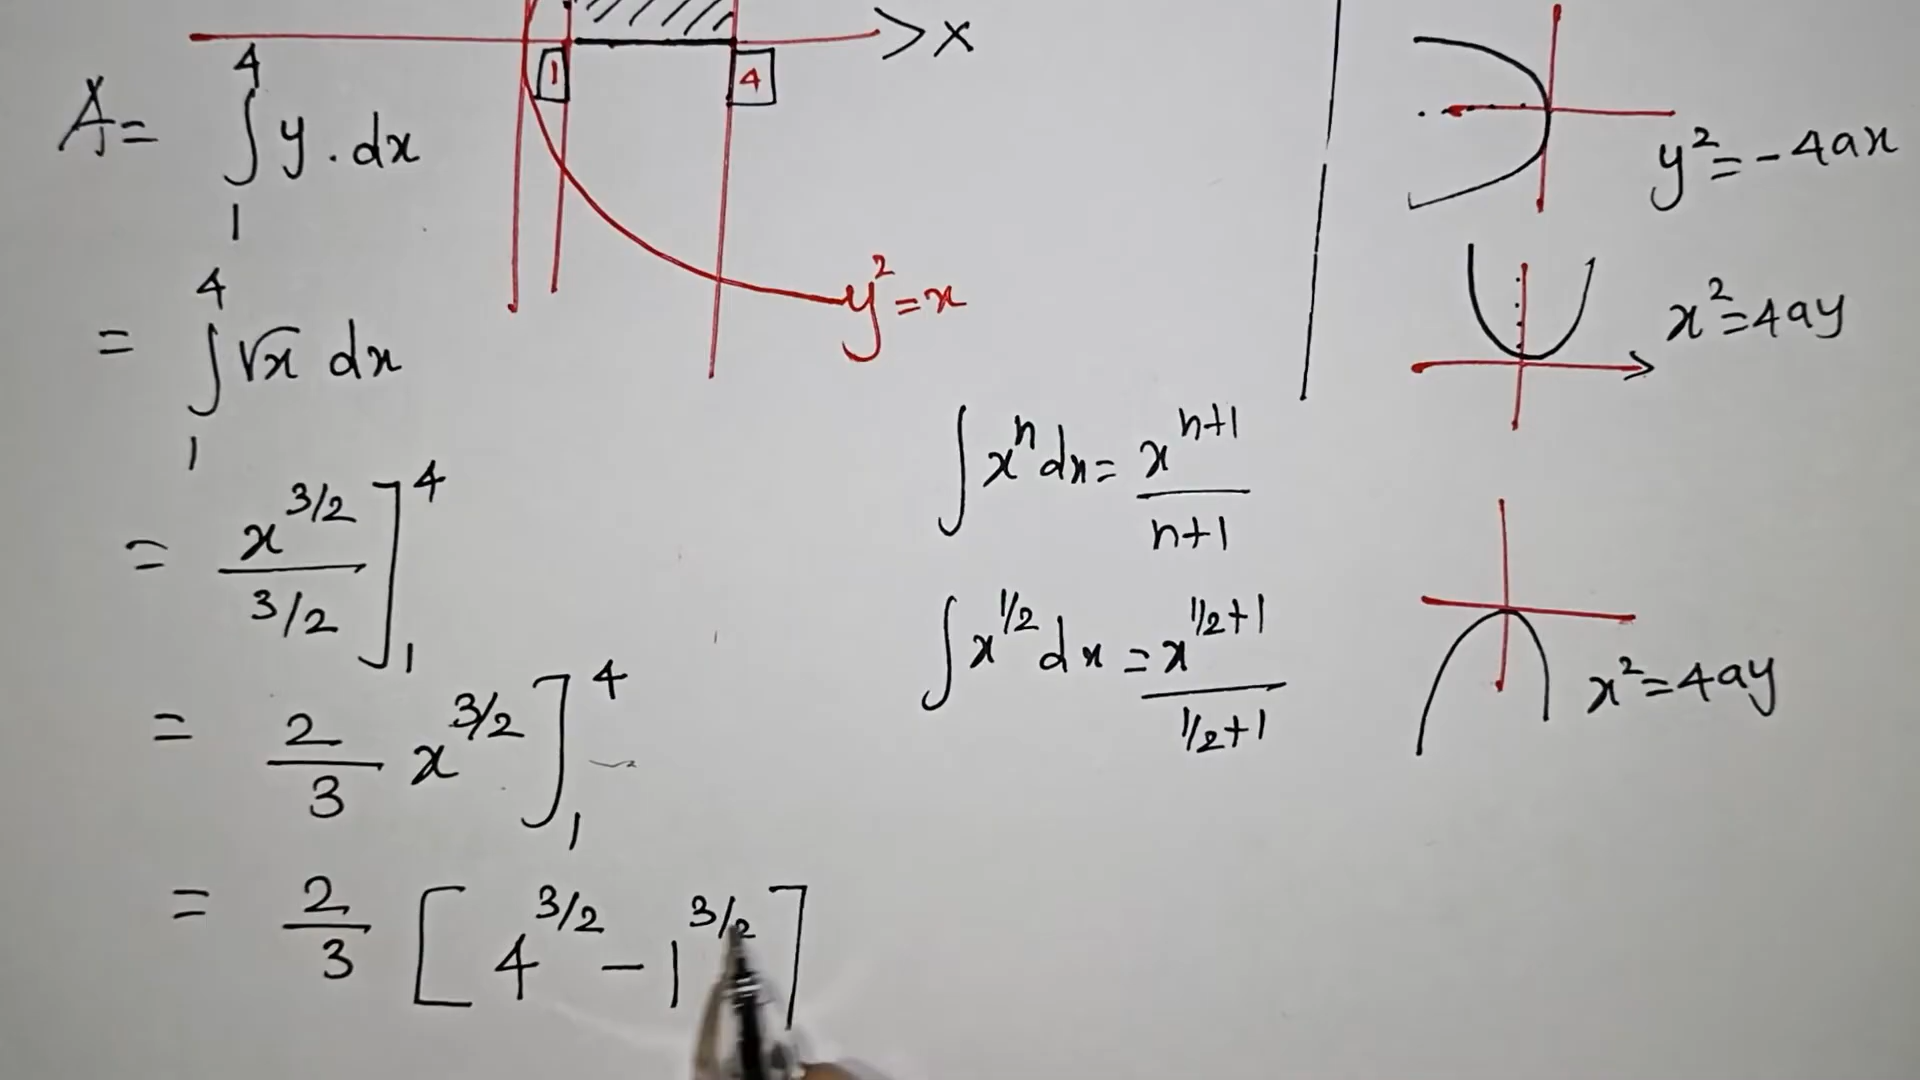 > x
1 4
A = ∫₁⁴ y . dx
y² = x
= ∫₁⁴ √x dx
= x^(3/2) / (3/2) ]₁⁴
= 2/3 x^(3/2) ]₁⁴
= 2/3 [ 4^(3/2) - 1^(3/2) ]
∫ x^n dx = x^(n+1) / (n+1)
∫ x^(1/2) dx = x^(1/2+1) / (1/2+1)
y² = -4ax
x² = 4ay
x² = 4ay